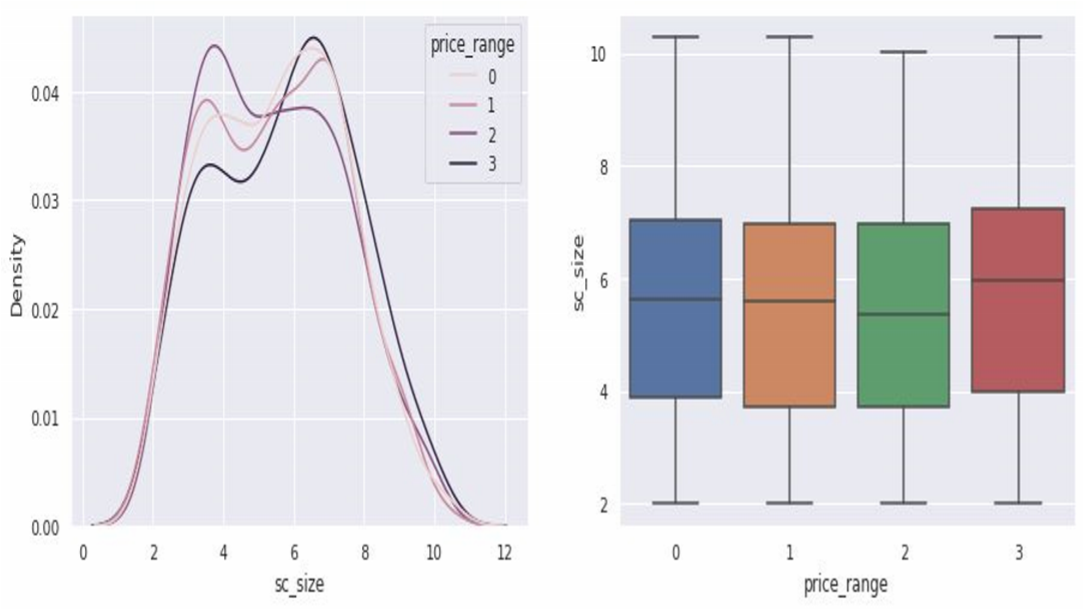 price_range
0
1
2
3
Density
0.04
0.03
0.02
0.01
0.00
0 2 4 6 8 10 12
sc_size
sc_size
10
8
6
4
2
0 1 2 3
price_range